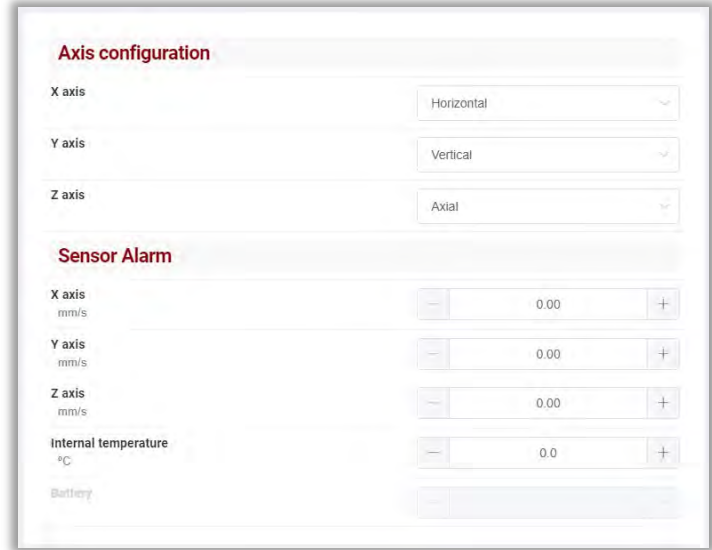 Axis configuration
X axis
Horizontal
Y axis
Vertical
Z axis
Axial
Sensor Alarm
X axis
mm/s
− 0.00 +
Y axis
mm/s
− 0.00 +
Z axis
mm/s
− 0.00 +
Internal temperature
ºC
− 0.0 +
Battery